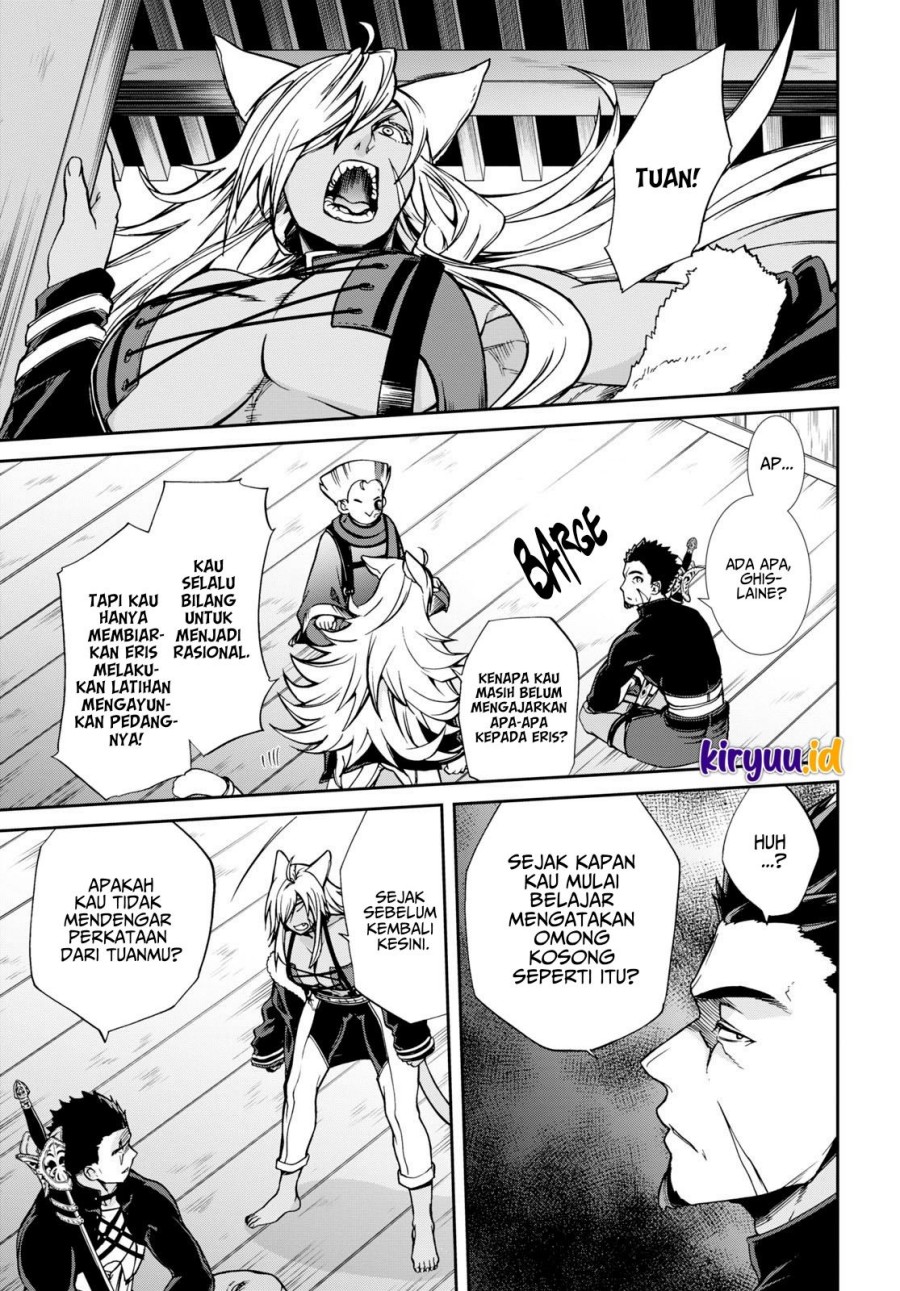 TUAN!
AP...
ADA APA,
GHIS-
LAINE?
BARGE
KENAPA KAU
MASIH BELUM
MENGAJARKAN
APA-APA
KEPADA ERIS?
KAU
SELALU
BILANG
UNTUK
MENJADI
RASIONAL.
TAPI KAU
HANYA
MEMBIAR-
KAN ERIS
MELAKU-
KAN LATIHAN
MENGAYUN-
KAN PEDANG-
NYA!
kiryuu.id
HUH
...?
SEJAK KAPAN
KAU MULAI
BELAJAR
MENGATAKAN
OMONG
KOSONG
SEPERTI ITU?
SEJAK
SEBELUM
KEMBALI
KESINI.
APAKAH
KAU TIDAK
MENDENGAR
PERKATAAN
DARI TUANMU?